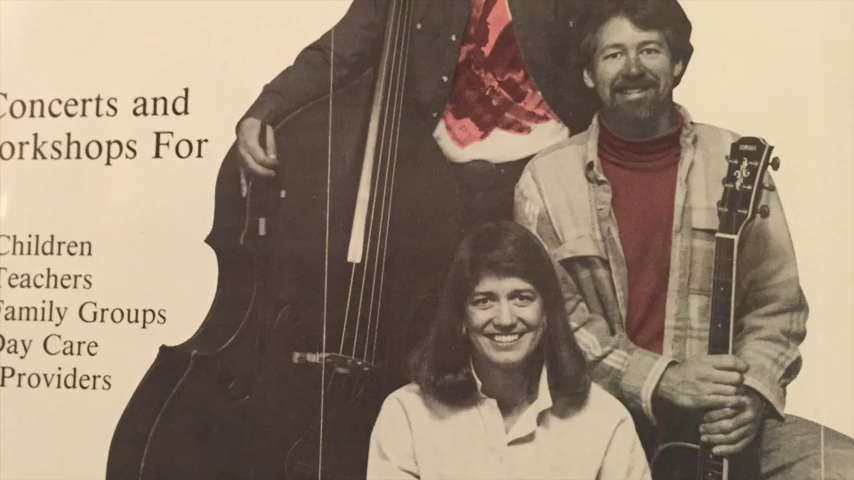 Concerts and
orkshops For
Children
Teachers
Family Groups
Day Care
Providers